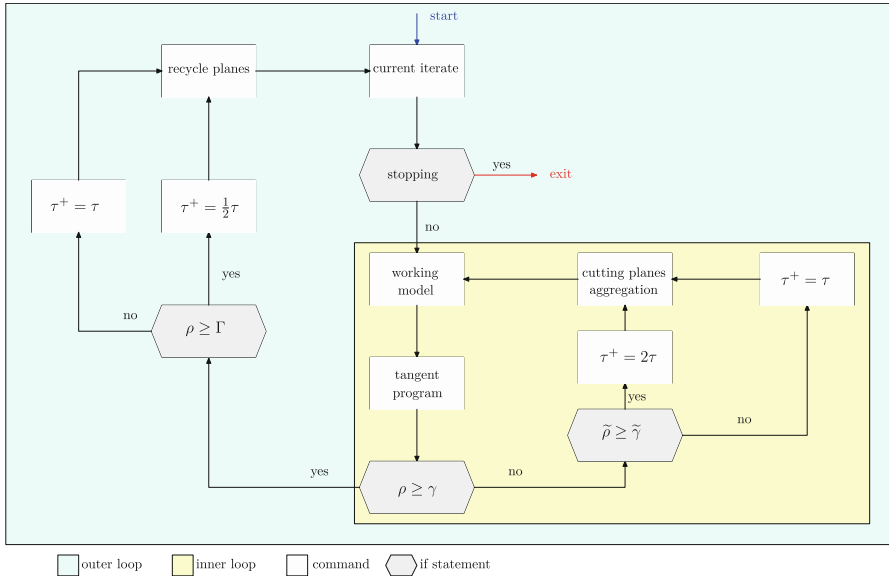 start
recycle planes
current iterate
stopping
yes
exit
τ⁺ = τ
τ⁺ = ½τ
no
yes
working
model
cutting planes
aggregation
τ⁺ = τ
no
ρ ≥ Γ
τ⁺ = 2τ
tangent
program
yes
ρ̃ ≥ γ̃
no
yes
ρ ≥ γ
no
outer loop
inner loop
command
if statement